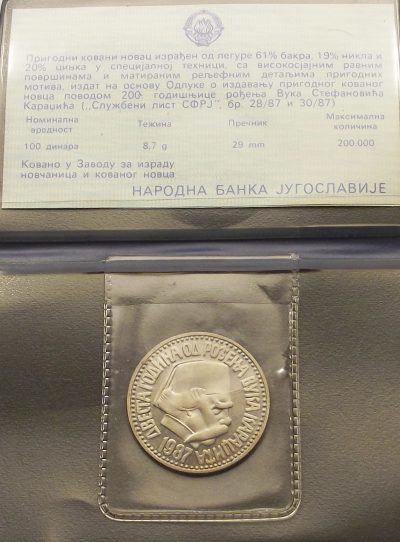 Пригодни ковани новац израђен од легуре 61% бакра, 19% никла и
20% цинка у специјалној техници, са високосјајним равним
површинама и матираним рељефним детаљима пригодних
мотива, издат на основу Одлуке о издавању пригодног кованог
новца поводом 200. годишњице рођења Вука Стефановића
Караџића („Службени лист СФРЈ", бр. 28/87 и 30/87)
Номинална вредност Тежина Пречник Максимална количина
100 динара 8.7 g 29 mm 200.000
Ковано у Заводу за израду
новчаница и кованог новца
НАРОДНА БАНКА ЈУГОСЛАВИЈЕ
1987 ДВЕСТА ГОДИНА ОД РОЂЕЊА ВУКА КАРАЏИЋА